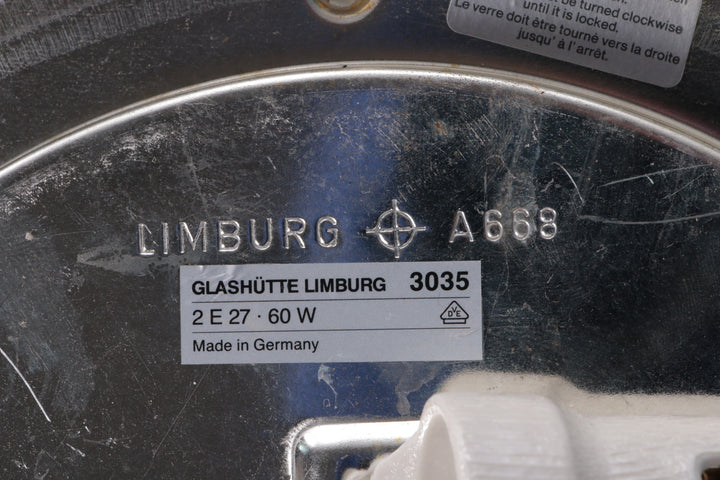 be turned clockwise
until it is locked.
Le verre doit être tourné vers la droite
jusqu'à l'arrêt.
LIMBURG A668
GLASHÜTTE LIMBURG 3035
2 E 27 · 60 W
VDE
Made in Germany